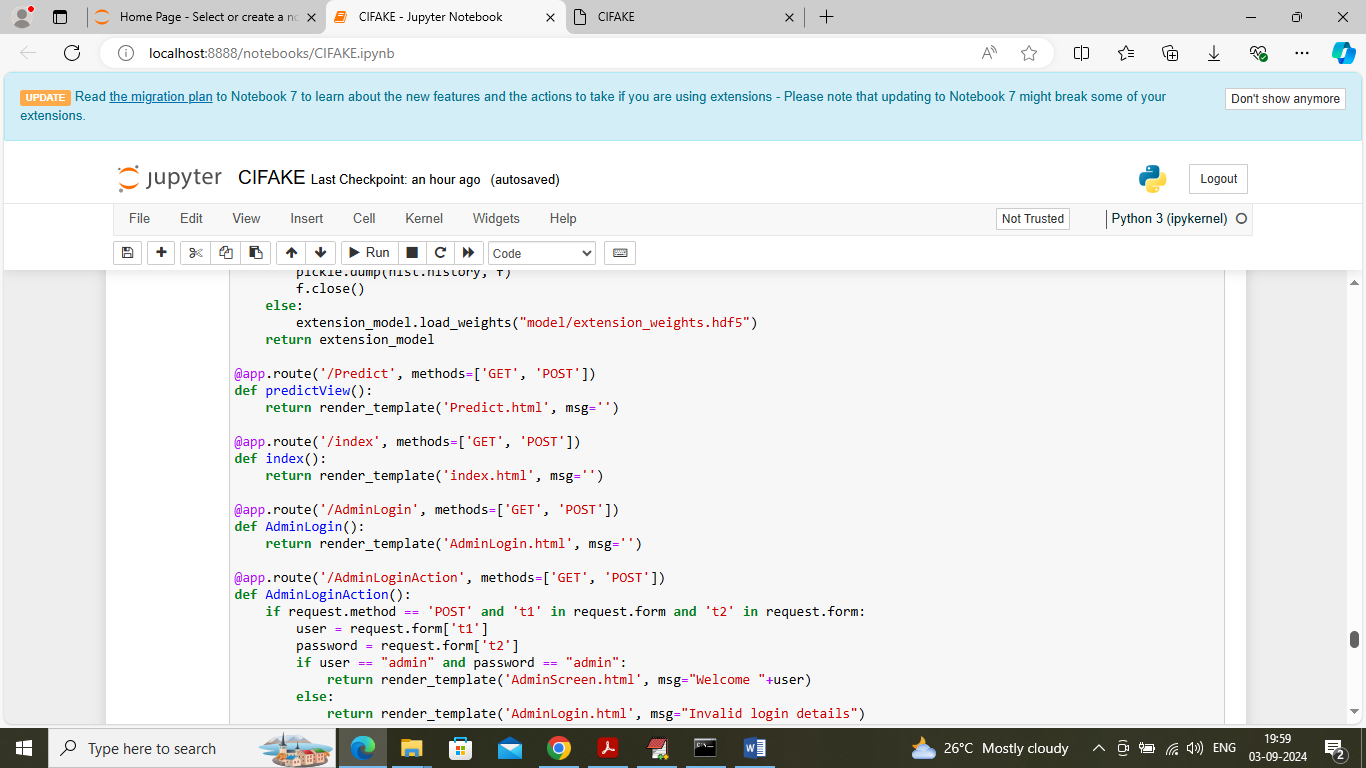 Home Page - Select or create a no
CIFAKE - Jupyter Notebook
CIFAKE
localhost:8888/notebooks/CIFAKE.ipynb
UPDATE Read the migration plan to Notebook 7 to learn about the new features and the actions to take if you are using extensions - Please note that updating to Notebook 7 might break some of your
extensions.
Don't show anymore
jupyter CIFAKE Last Checkpoint: an hour ago (autosaved)
Logout
File Edit View Insert Cell Kernel Widgets Help
Not Trusted
Python 3 (ipykernel)
Run
Code
pickle.dump(hist.history, f)
f.close()
else:
extension_model.load_weights("model/extension_weights.hdf5")
return extension_model
@app.route('/Predict', methods=['GET', 'POST'])
def predictView():
return render_template('Predict.html', msg='')
@app.route('/index', methods=['GET', 'POST'])
def index():
return render_template('index.html', msg='')
@app.route('/AdminLogin', methods=['GET', 'POST'])
def AdminLogin():
return render_template('AdminLogin.html', msg='')
@app.route('/AdminLoginAction', methods=['GET', 'POST'])
def AdminLoginAction():
if request.method == 'POST' and 't1' in request.form and 't2' in request.form:
user = request.form['t1']
password = request.form['t2']
if user == "admin" and password == "admin":
return render_template('AdminScreen.html', msg="Welcome "+user)
else:
return render_template('AdminLogin.html', msg="Invalid login details")
Type here to search
26°C Mostly cloudy
ENG
19:59
03-09-2024
2